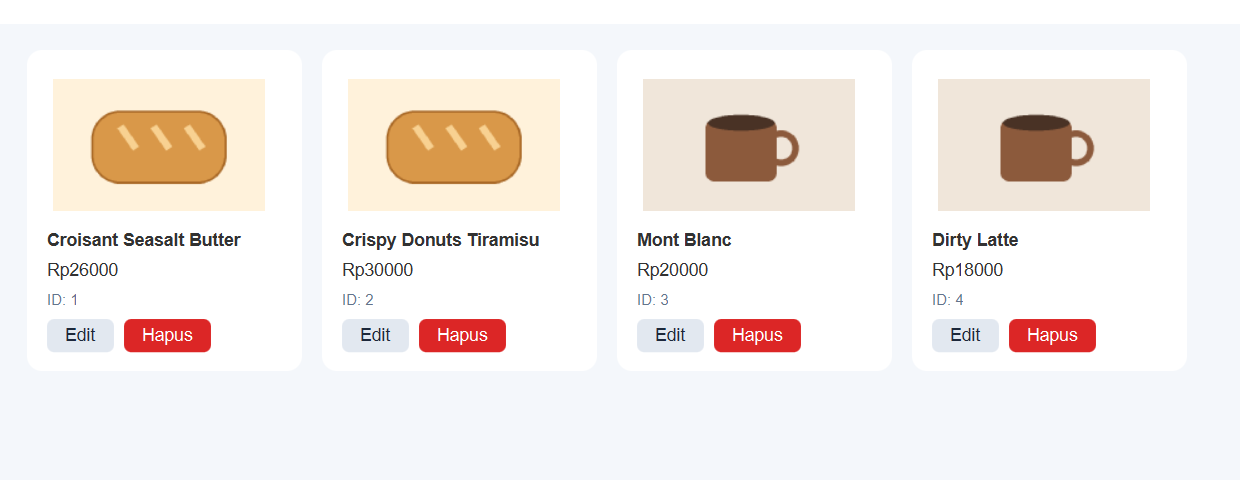 Croisant Seasalt Butter
Rp26000
ID: 1
Edit Hapus
Crispy Donuts Tiramisu
Rp30000
ID: 2
Edit Hapus
Mont Blanc
Rp20000
ID: 3
Edit Hapus
Dirty Latte
Rp18000
ID: 4
Edit Hapus